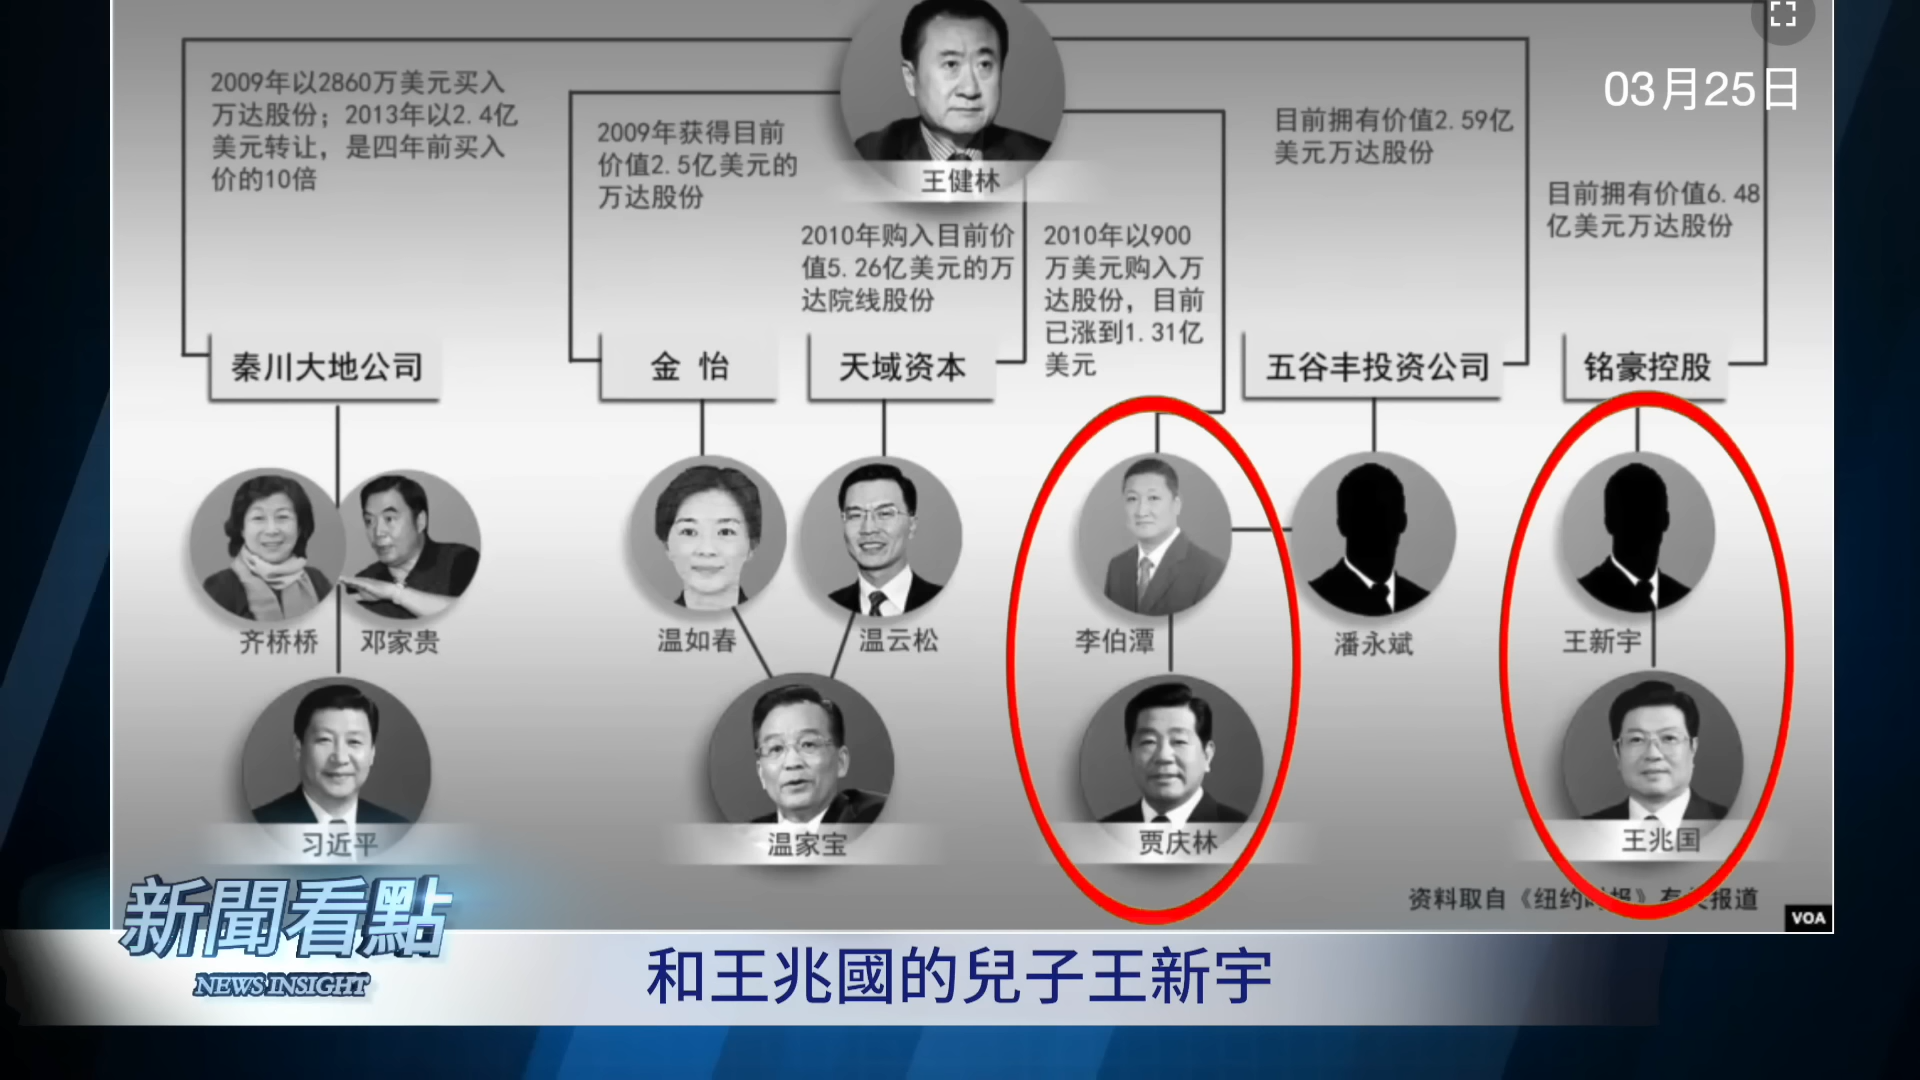 03月25日
王健林
2009年以2860万美元买入
万达股份；2013年以2.4亿
美元转让，是四年前买入
价的10倍
2009年获得目前
价值2.5亿美元的
万达股份
2010年购入目前价
值5.26亿美元的万
达院线股份
2010年以900
万美元购入万
达股份，目前
已涨到1.31亿
美元
目前拥有价值2.59亿
美元万达股份
目前拥有价值6.48
亿美元万达股份
秦川大地公司
金 怡
天域资本
五谷丰投资公司
铭豪控股
齐桥桥
邓家贵
温如春
温云松
李伯潭
潘永斌
王新宇
习近平
温家宝
贾庆林
王兆国
资料取自《纽约时报》有关报道
VOA
新聞看點
NEWS INSIGHT
和王兆國的兒子王新宇